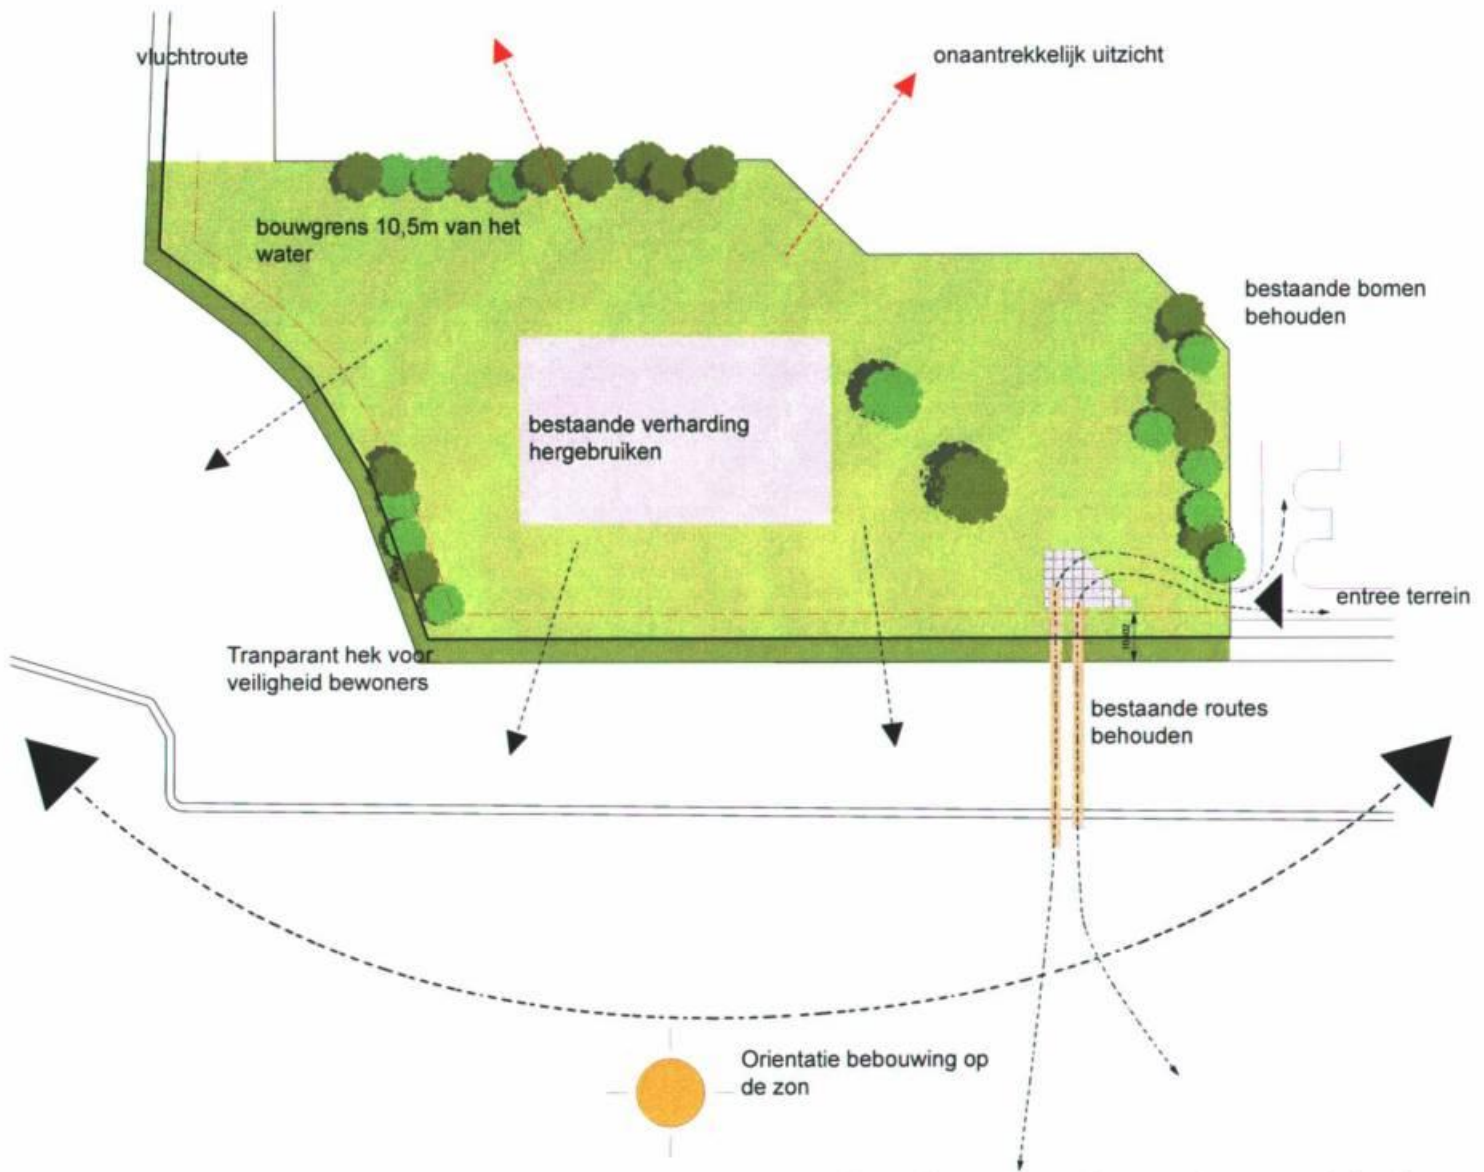 vluchtroute
onaantrekkelijk uitzicht
bouwgrens 10,5m van het
water
bestaande bomen
behouden
bestaande verharding
hergebruiken
entree terrein
Tranparant hek voor
veiligheid bewoners
bestaande routes
behouden
Orientatie bebouwing op
de zon